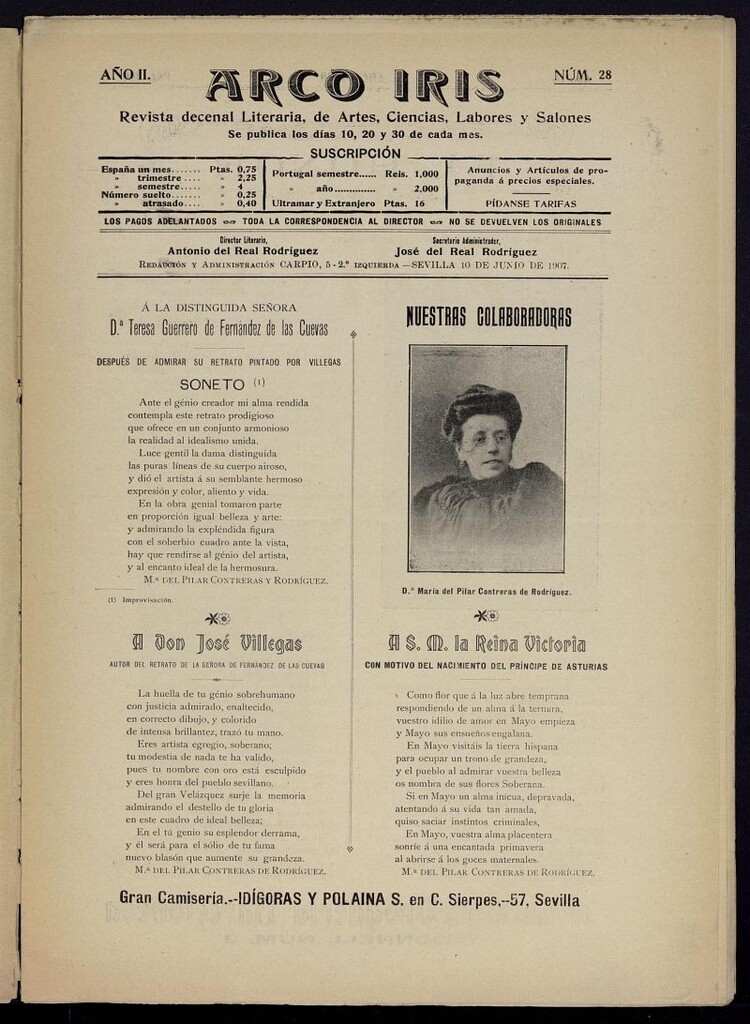 AÑO II.
ARCO IRIS
NÚM. 28
Revista decenal Literaria, de Artes, Ciencias, Labores y Salones
Se publica los días 10, 20 y 30 de cada mes.
SUSCRIPCIÓN
España un mes....... Ptas. 0,75
» trimestre.... » 2,25
» semestre..... » 4
Número suelto...... » 0,25
» atrasado.... » 0,40
Portugal semestre...... Reis. 1,000
» año............. » 2,000
Ultramar y Extranjero Ptas. 16
Anuncios y Artículos de pro-
paganda á precios especiales.
PÍDANSE TARIFAS
LOS PAGOS ADELANTADOS TODA LA CORRESPONDENCIA AL DIRECTOR NO SE DEVUELVEN LOS ORIGINALES
Director Literario,
Antonio del Real Rodríguez
Secretario Administrador,
José del Real Rodríguez
REDACCIÓN Y ADMINISTRACIÓN CARPIO, 5 - 2.º IZQUIERDA—SEVILLA 10 DE JUNIO DE 1907.
Á LA DISTINGUIDA SEÑORA
D.ª Teresa Guerrero de Fernández de las Cuevas
DESPUÉS DE ADMIRAR SU RETRATO PINTADO POR VILLEGAS
SONETO (1)
Ante el génio creador mi alma rendida
contempla este retrato prodigioso
que ofrece en un conjunto armonioso
la realidad al idealismo unida.
Luce gentil la dama distinguida
las puras líneas de su cuerpo airoso,
y dió el artista á su semblante hermoso
expresión y color, aliento y vida.
En la obra genial tomaron parte
en proporción igual belleza y arte:
y admirando la expléndida figura
con el soberbio cuadro ante la vista,
hay que rendirse al génio del artista,
y al encanto ideal de la hermosura.
M.ª DEL PILAR CONTRERAS Y RODRÍGUEZ.
(1) Improvisación.
A Don José Villegas
AUTOR DEL RETRATO DE LA SEÑORA DE FERNÁNDEZ DE LAS CUEVAS
La huella de tu génio sobrehumano
con justicia admirado, enaltecido,
en correcto dibujo, y colorido
de intensa brillantez, trazó tu mano.
Eres artista egregio, soberano;
tu modestia de nada te ha valido,
pues tu nombre con oro está esculpido
y eres honra del pueblo sevillano.
Del gran Velázquez surje la memoria
admirando el destello de tu gloria
en este cuadro de ideal belleza;
En el tú genio su esplendor derrama,
y él será para el sólio de tu fama
nuevo blasón que aumente su grandeza.
M.ª DEL PILAR CONTRERAS DE RODRÍGUEZ.
NUESTRAS COLABORADORAS
D.ª María del Pilar Contreras de Rodríguez.
A S. M. la Reina Victoria
CON MOTIVO DEL NACIMIENTO DEL PRÍNCIPE DE ASTURIAS
Como flor que á la luz abre temprana
respondiendo de un alma á la ternura,
vuestro idilio de amor en Mayo empieza
y Mayo sus ensueños engalana.
En Mayo visitáis la tierra hispana
para ocupar un trono de grandeza,
y el pueblo al admirar vuestra belleza
os nombra de sus flores Soberana.
Si en Mayo un alma inicua, depravada,
atentando á su vida tan amada,
quiso saciar instintos criminales,
En Mayo, vuestra alma placentera
sonríe á una encantada primavera
al abrirse á los goces maternales.
M.ª DEL PILAR CONTRERAS DE RODRÍGUEZ.
Gran Camisería.--IDÍGORAS Y POLAINA S. en C. Sierpes,--57, Sevilla